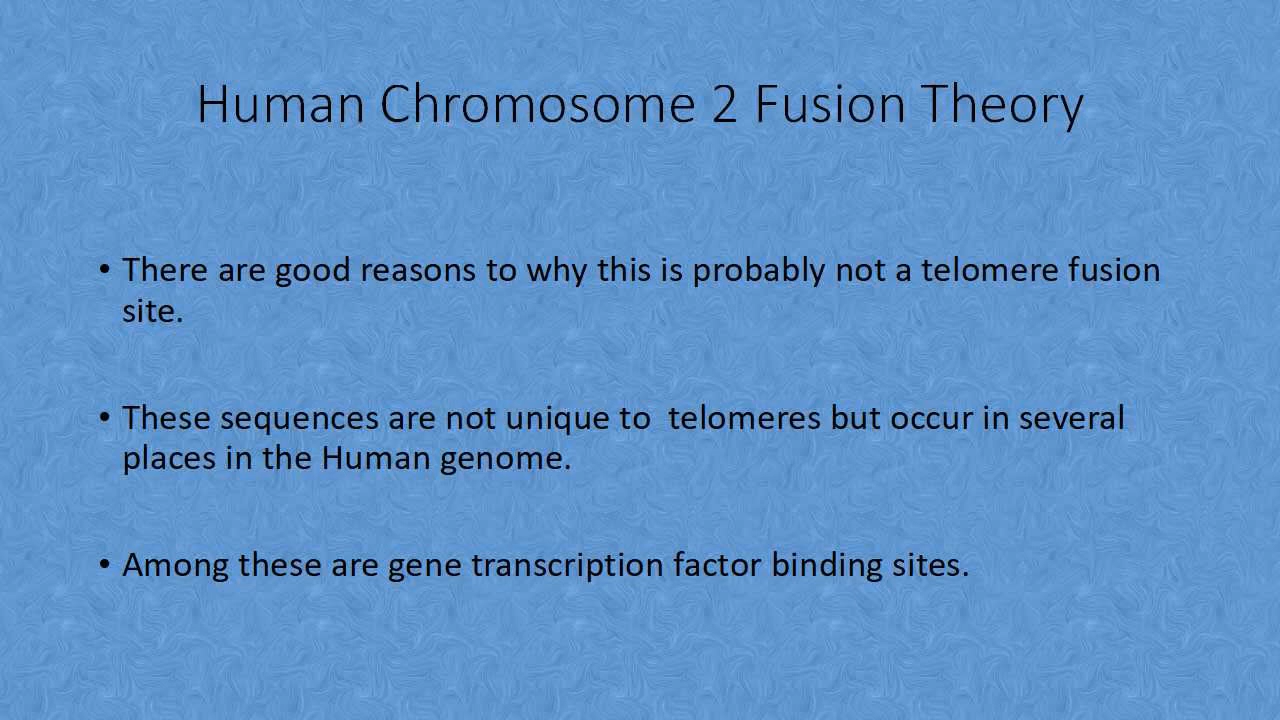 Human Chromosome 2 Fusion Theory
• There are good reasons to why this is probably not a telomere fusion
site.
• These sequences are not unique to  telomeres but occur in several
places in the Human genome.
• Among these are gene transcription factor binding sites.